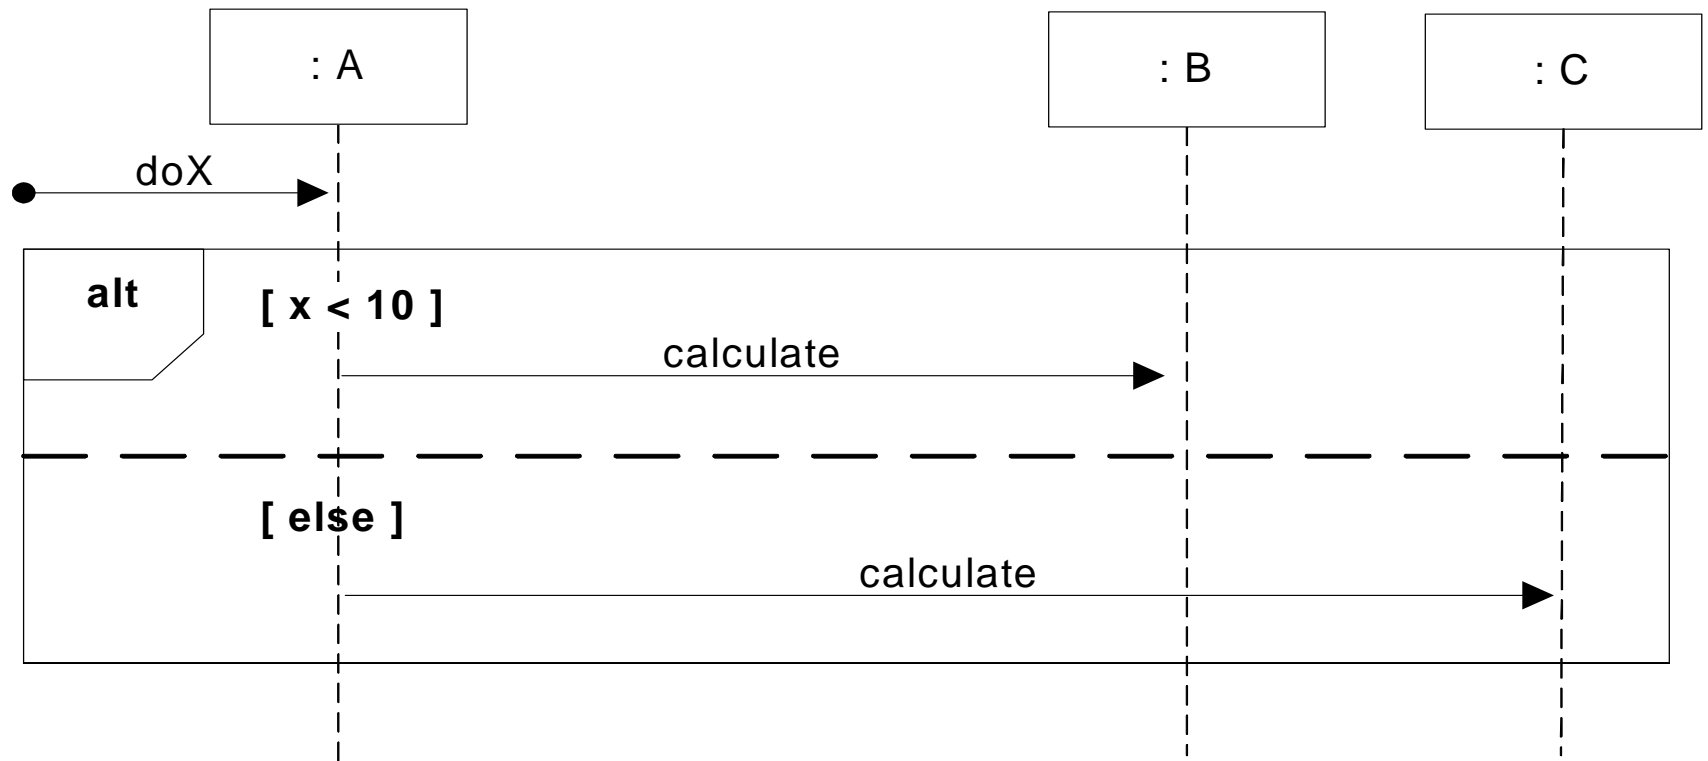 : A
: B
: C
doX
alt
[ x < 10 ]
calculate
[ else ]
calculate